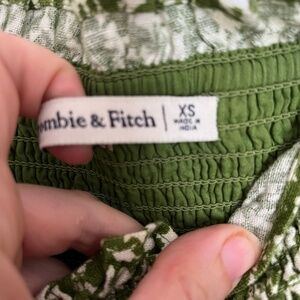 ombie & Fitch | XS
MADE IN
INDIA